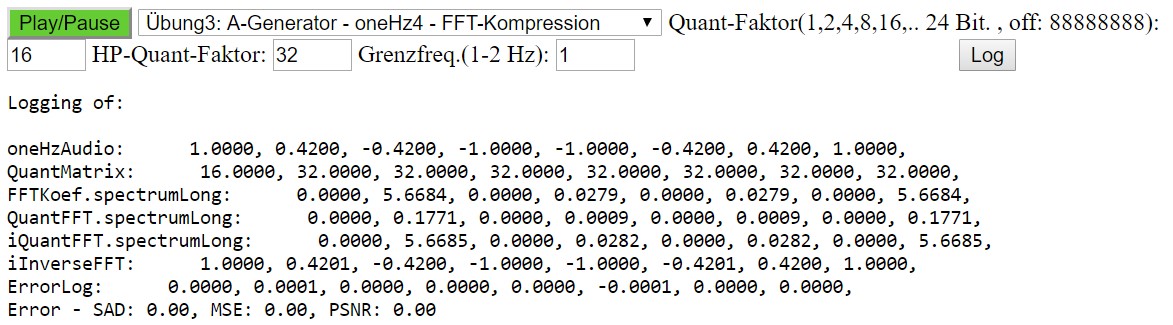 Play/Pause Übung3: A-Generator - oneHz4 - FFT-Kompression Quant-Faktor(1,2,4,8,16,.. 24 Bit. , off: 88888888):
16 HP-Quant-Faktor: 32 Grenzfreq.(1-2 Hz): 1 Log
Logging of:
oneHzAudio: 1.0000, 0.4200, -0.4200, -1.0000, -1.0000, -0.4200, 0.4200, 1.0000,
QuantMatrix: 16.0000, 32.0000, 32.0000, 32.0000, 32.0000, 32.0000, 32.0000, 32.0000,
FFTKoef.spectrumLong: 0.0000, 5.6684, 0.0000, 0.0279, 0.0000, 0.0279, 0.0000, 5.6684,
QuantFFT.spectrumLong: 0.0000, 0.1771, 0.0000, 0.0009, 0.0000, 0.0009, 0.0000, 0.1771,
iQuantFFT.spectrumLong: 0.0000, 5.6685, 0.0000, 0.0282, 0.0000, 0.0282, 0.0000, 5.6685,
iInverseFFT: 1.0000, 0.4201, -0.4200, -1.0000, -1.0000, -0.4201, 0.4200, 1.0000,
ErrorLog: 0.0000, 0.0001, 0.0000, 0.0000, 0.0000, -0.0001, 0.0000, 0.0000,
Error - SAD: 0.00, MSE: 0.00, PSNR: 0.00